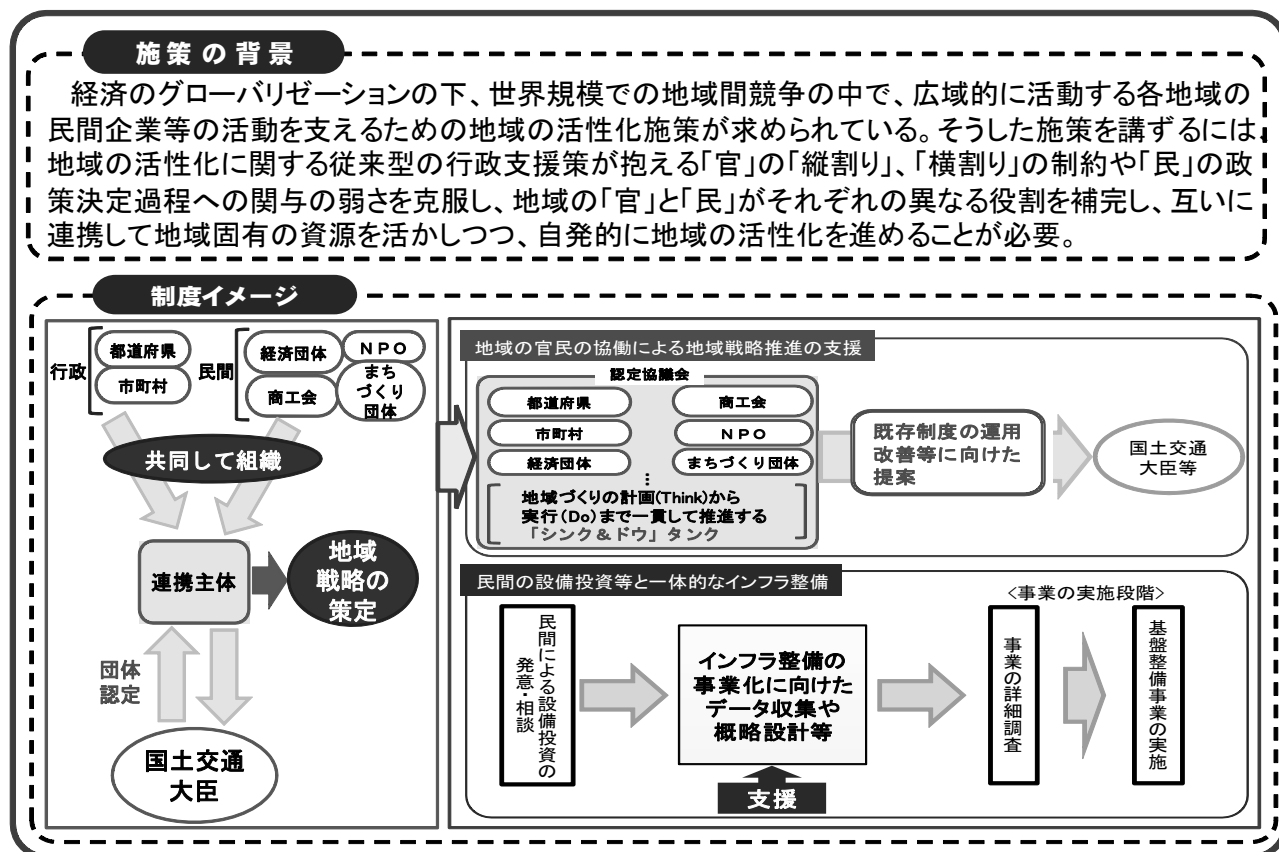 施策の背景
経済のグローバリゼーションの下、世界規模での地域間競争の中で、広域的に活動する各地域の
民間企業等の活動を支えるための地域の活性化施策が求められている。そうした施策を講ずるには、
地域の活性化に関する従来型の行政支援策が抱える「官」の「縦割り」、「横割り」の制約や「民」の政
策決定過程への関与の弱さを克服し、地域の「官」と「民」がそれぞれの異なる役割を補完し、互いに
連携して地域固有の資源を活かしつつ、自発的に地域の活性化を進めることが必要。
制度イメージ
行政
都道府県
市町村
民間
経済団体
NPO
商工会
まち
づくり
団体
共同して組織
連携主体
地域
戦略の
策定
団体
認定
国土交通
大臣
地域の官民の協働による地域戦略推進の支援
認定協議会
都道府県
商工会
市町村
NPO
経済団体
まちづくり団体
⋮
地域づくりの計画(Think)から
実行(Do)まで一貫して推進する
「シンク&ドウ」タンク
既存制度の運用
改善等に向けた
提案
国土交通
大臣等
民間の設備投資等と一体的なインフラ整備
<事業の実施段階>
民間による設備投資の
発意・相談
インフラ整備の
事業化に向けた
データ収集や
概略設計等
支援
事業の詳細調査
基盤整備事業の実施